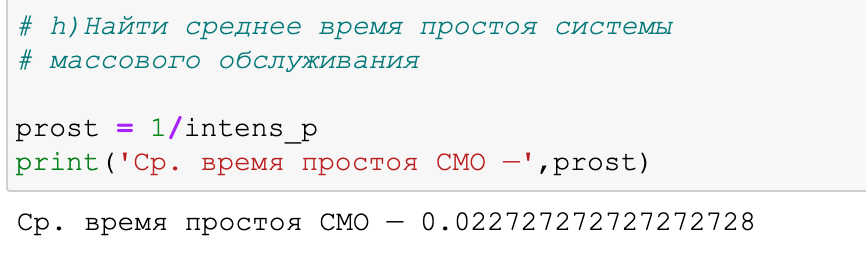 # h)Найти среднее время простоя системы
# массового обслуживания
prost = 1/intens_p
print('Ср. время простоя СМО —',prost)
Ср. время простоя СМО — 0.022727272727272728